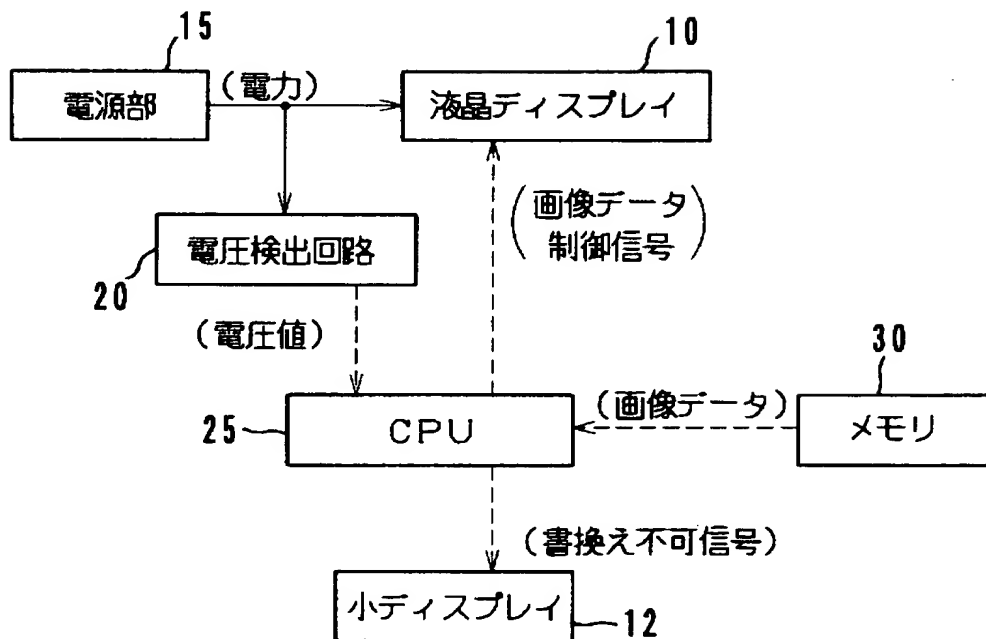 15
10
電源部
(電力)
液晶ディスプレイ
(画像データ
制御信号)
電圧検出回路
20
(電圧値)
30
25
CPU
(画像データ)
メモリ
(書換え不可信号)
小ディスプレイ
12